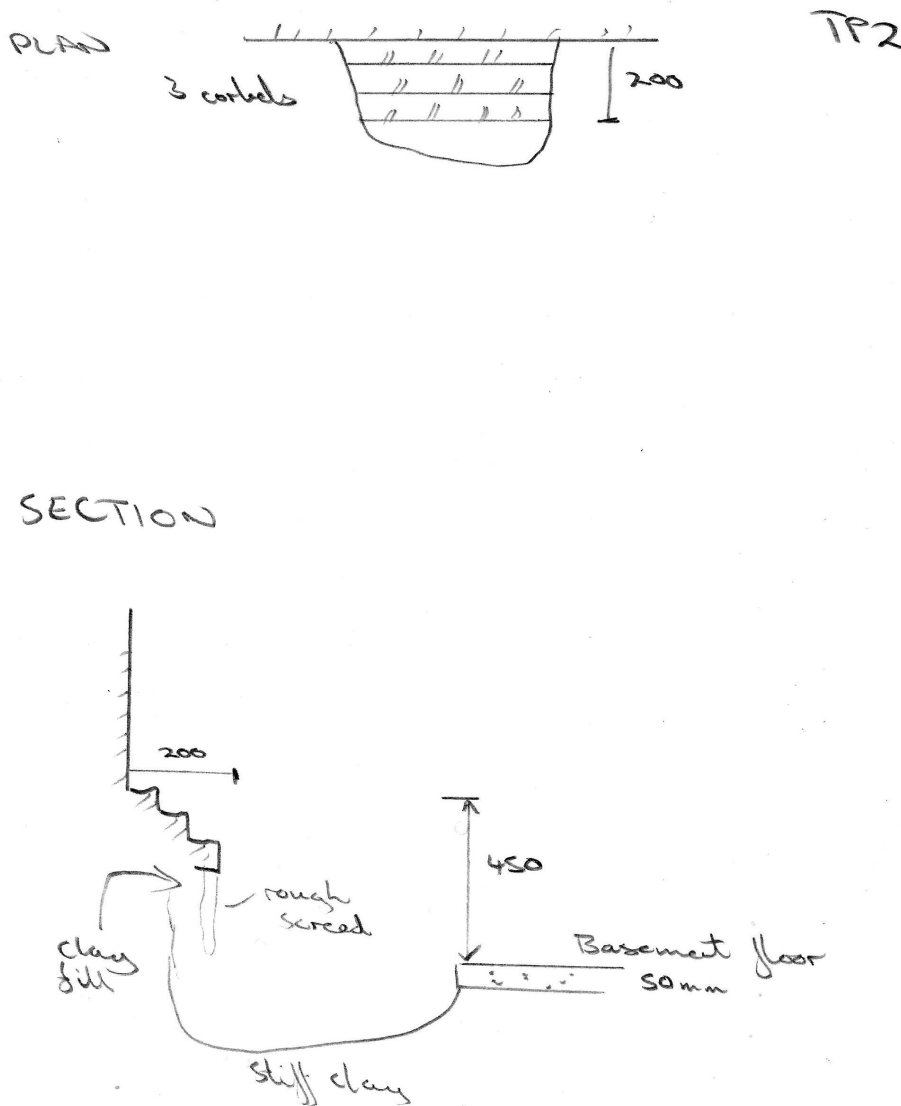 PLAN
TP2
3 corbels
200
SECTION
200
450
rough
screed
clay
fill
Basement floor
50mm
Stiff clay